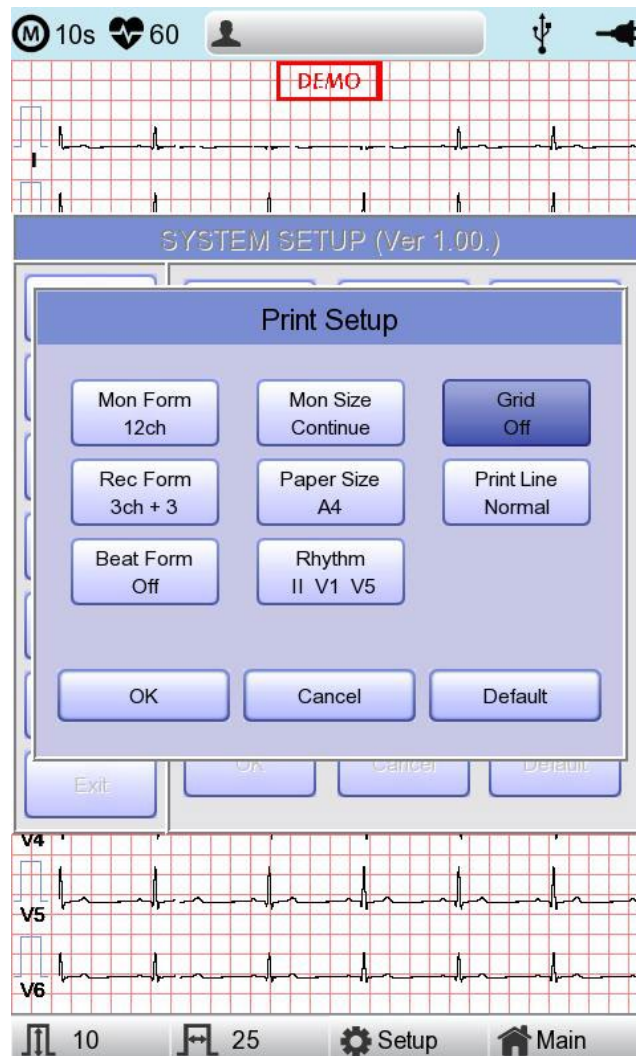 M 10s 60
DEMO
I
SYSTEM SETUP (Ver 1.00.)
Print Setup
Mon Form
12ch
Mon Size
Continue
Grid
Off
Rec Form
3ch + 3
Paper Size
A4
Print Line
Normal
Beat Form
Off
Rhythm
II V1 V5
OK
Cancel
Default
Exit
OK
Cancel
Default
V4
V5
V6
10
25
Setup
Main